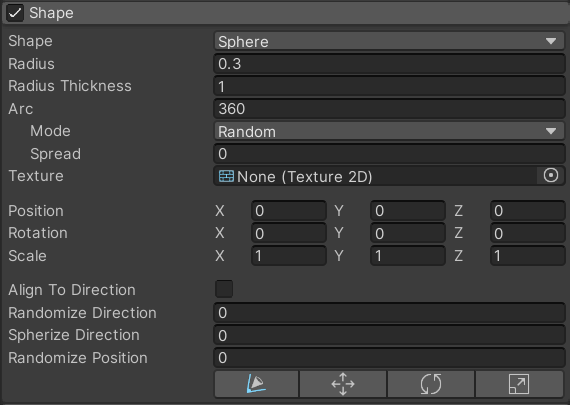 Shape
Shape Sphere
Radius 0.3
Radius Thickness 1
Arc 360
Mode Random
Spread 0
Texture None (Texture 2D)
Position X 0 Y 0 Z 0
Rotation X 0 Y 0 Z 0
Scale X 1 Y 1 Z 1
Align To Direction
Randomize Direction 0
Spherize Direction 0
Randomize Position 0